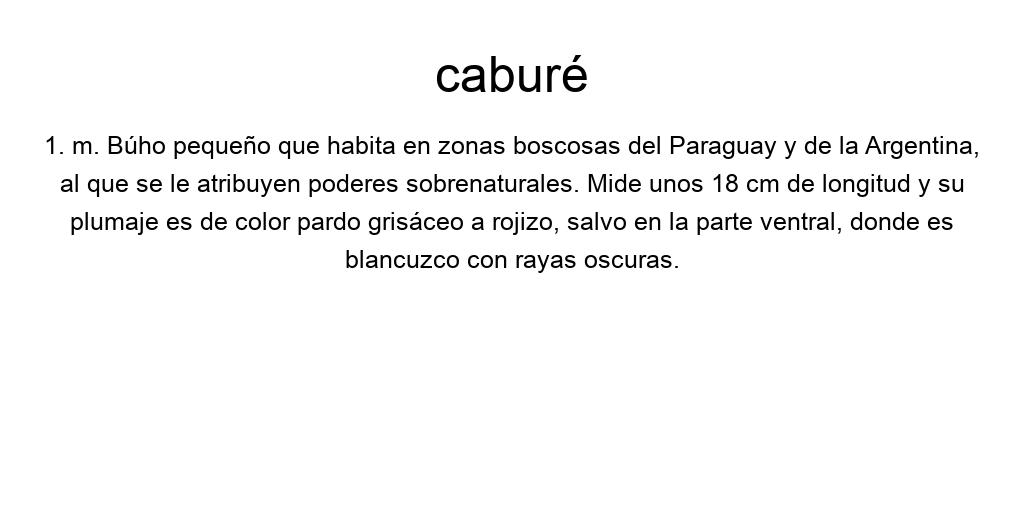 caburé
1. m. Búho pequeño que habita en zonas boscosas del Paraguay y de la Argentina,
al que se le atribuyen poderes sobrenaturales. Mide unos 18 cm de longitud y su
plumaje es de color pardo grisáceo a rojizo, salvo en la parte ventral, donde es
blancuzco con rayas oscuras.